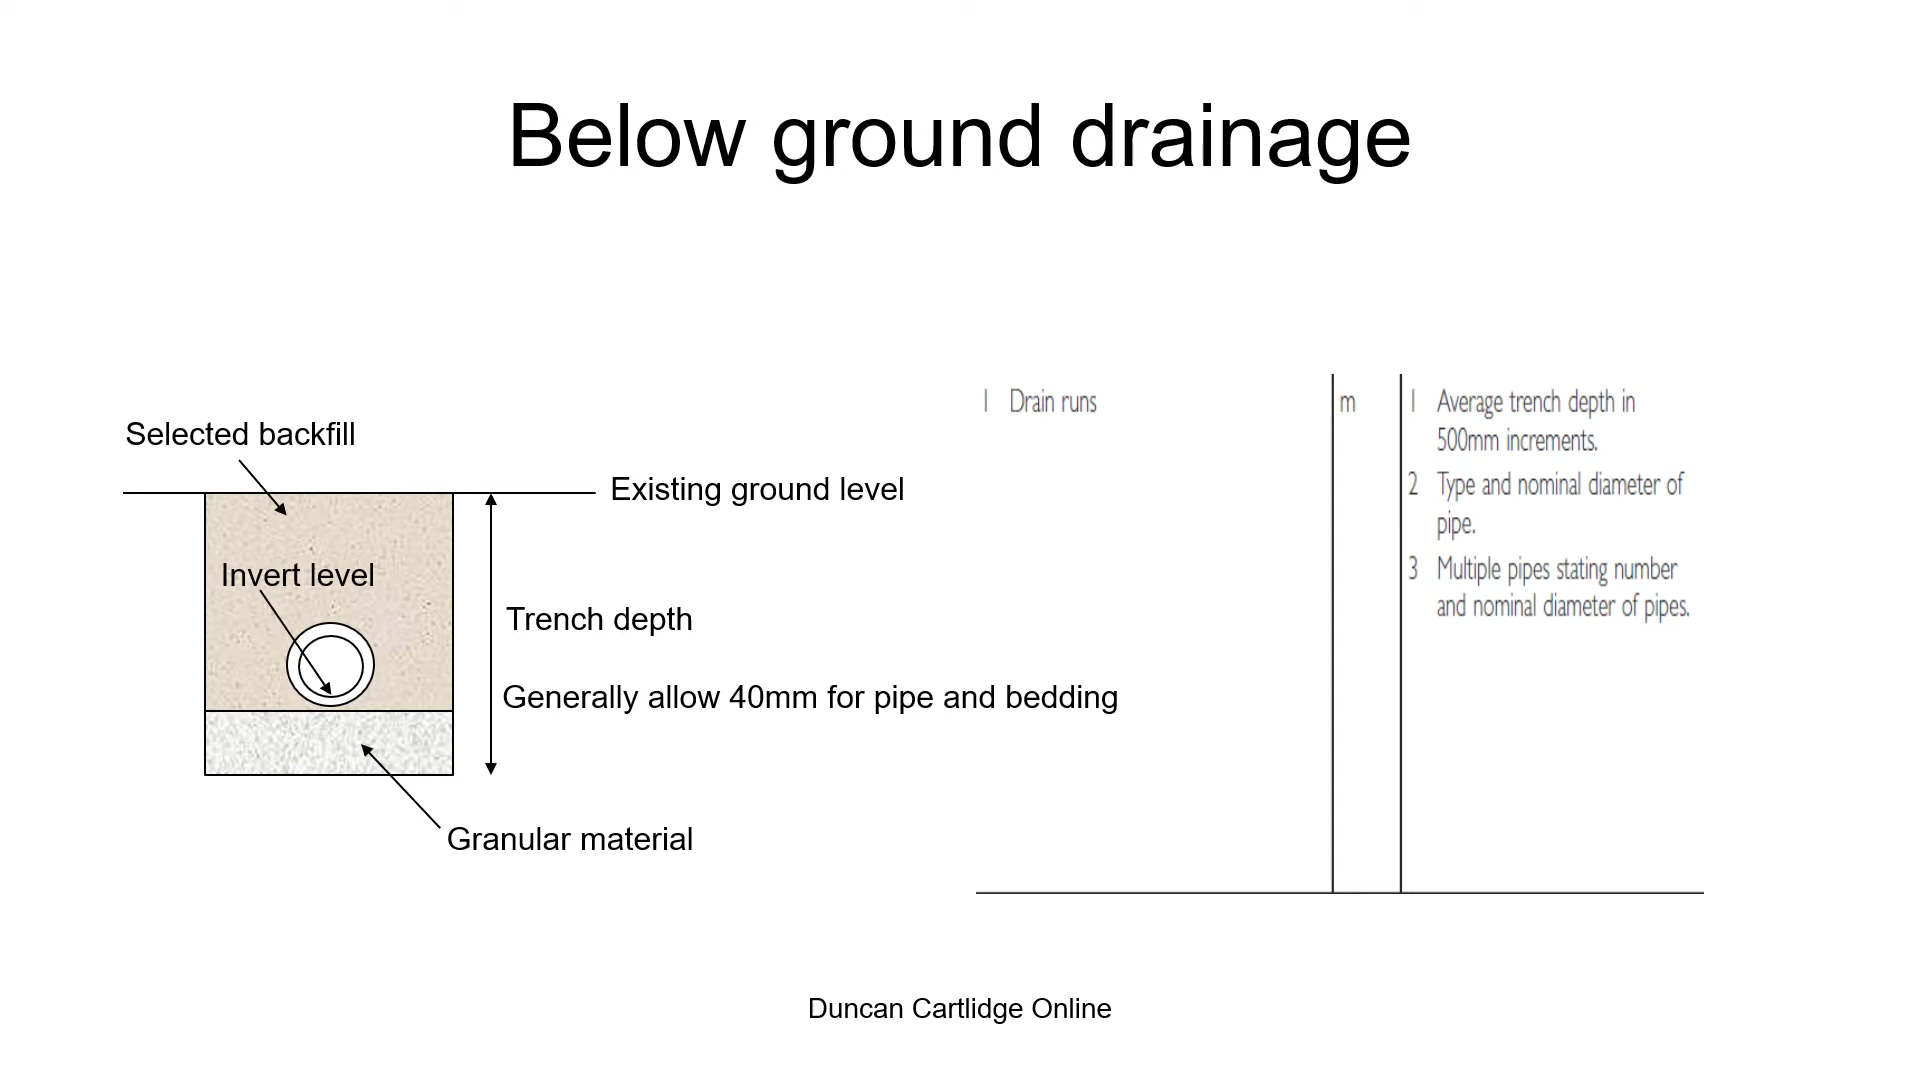 Below ground drainage
Selected backfill
Existing ground level
Invert level
Trench depth
Generally allow 40mm for pipe and bedding
Granular material
1 Drain runs
m
1 Average trench depth in
500mm increments.
2 Type and nominal diameter of
pipe.
3 Multiple pipes stating number
and nominal diameter of pipes.
Duncan Cartlidge Online